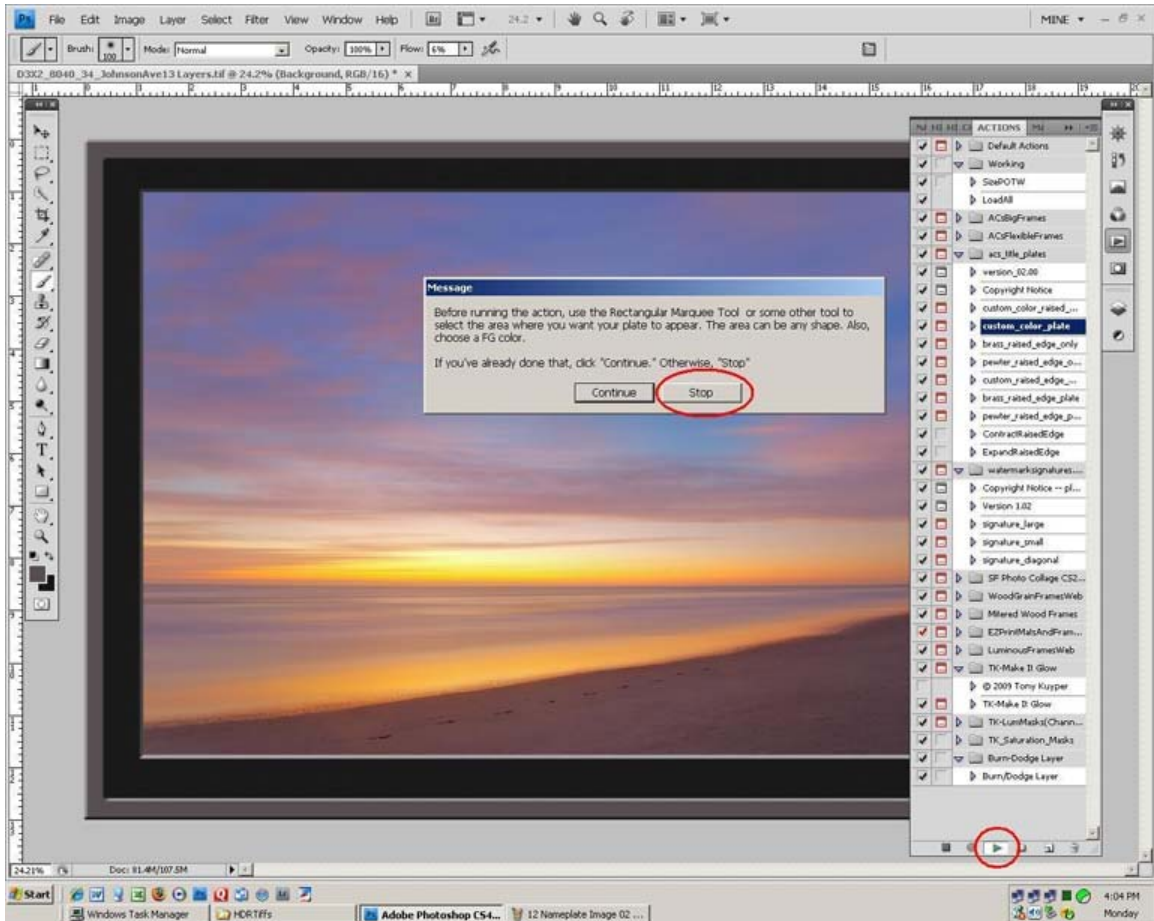 Ps File Edit Image Layer Select Filter View Window Help Br 24.2 MINE
Brush: 100 Mode: Normal Opacity: 100% Flow: 6%
D3X2_8040_34_JohnsonAve13 Layers.tif @ 24.2% (Background, RGB/16) *
ACTIONS
Default Actions
Working
SizePOTW
LoadAll
ACsBigFrames
ACsFlexibleFrames
acs_title_plates
version_02.00
Copyright Notice
custom_color_raised_...
custom_color_plate
brass_raised_edge_only
pewter_raised_edge_o...
custom_raised_edge_...
brass_raised_edge_plate
pewter_raised_edge_p...
ContractRaisedEdge
ExpandRaisedEdge
watermarksignatures....
Copyright Notice -- pl...
Version 1.02
signature_large
signature_small
signature_diagonal
SF Photo Collage CS2...
WoodGrainFramesWeb
Mitered Wood Frames
EZPrintMatsAndFram...
LuminousFramesWeb
TK-Make It Glow
© 2009 Tony Kuyper
TK-Make It Glow
TK-LumMasks(Chann...
TK_Saturation_Masks
Burn-Dodge Layer
Burn/Dodge Layer
Message
Before running the action, use the Rectangular Marquee Tool or some other tool to
select the area where you want your plate to appear. The area can be any shape. Also,
choose a FG color.
If you've already done that, click "Continue." Otherwise, "Stop"
Continue Stop
24.21% Doc: 81.4M/107.5M
Start 4:04 PM
Windows Task Manager HDRTiffs Adobe Photoshop CS4... 12 Nameplate Image 02 ... Monday